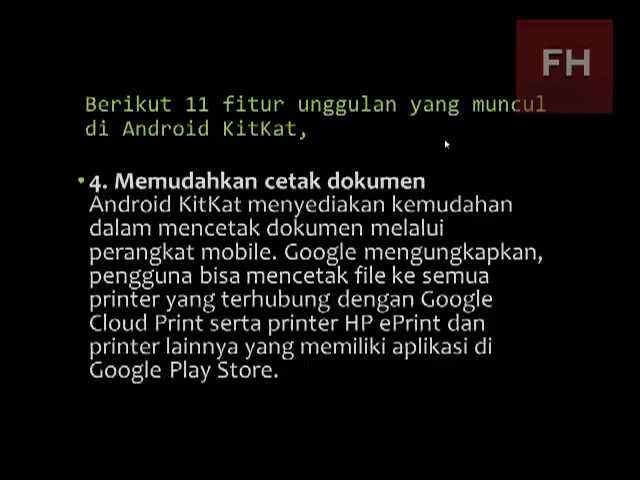 FH
Berikut 11 fitur unggulan yang muncul
di Android KitKat,
• 4. Memudahkan cetak dokumen
Android KitKat menyediakan kemudahan
dalam mencetak dokumen melalui
perangkat mobile. Google mengungkapkan,
pengguna bisa mencetak file ke semua
printer yang terhubung dengan Google
Cloud Print serta printer HP ePrint dan
printer lainnya yang memiliki aplikasi di
Google Play Store.